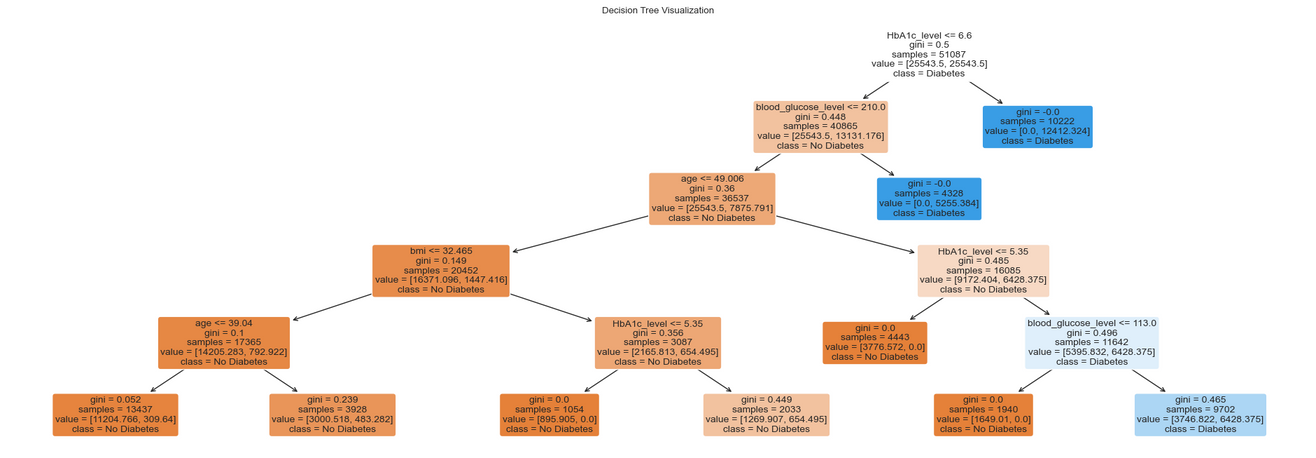 Decision Tree Visualization
HbA1c_level <= 6.6
gini = 0.5
samples = 51087
value = [25543.5, 25543.5]
class = Diabetes
blood_glucose_level <= 210.0
gini = 0.448
samples = 40865
value = [25543.5, 13131.176]
class = No Diabetes
gini = -0.0
samples = 10222
value = [0.0, 12412.324]
class = Diabetes
age <= 49.006
gini = 0.36
samples = 36537
value = [25543.5, 7875.791]
class = No Diabetes
gini = -0.0
samples = 4328
value = [0.0, 5255.384]
class = Diabetes
bmi <= 32.465
gini = 0.149
samples = 20452
value = [16371.096, 1447.416]
class = No Diabetes
HbA1c_level <= 5.35
gini = 0.485
samples = 16085
value = [9172.404, 6428.375]
class = No Diabetes
age <= 39.04
gini = 0.1
samples = 17365
value = [14205.283, 792.922]
class = No Diabetes
HbA1c_level <= 5.35
gini = 0.356
samples = 3087
value = [2165.813, 654.495]
class = No Diabetes
gini = 0.0
samples = 4443
value = [3776.572, 0.0]
class = No Diabetes
blood_glucose_level <= 113.0
gini = 0.496
samples = 11642
value = [5395.832, 6428.375]
class = Diabetes
gini = 0.052
samples = 13437
value = [11204.766, 309.64]
class = No Diabetes
gini = 0.239
samples = 3928
value = [3000.518, 483.282]
class = No Diabetes
gini = 0.0
samples = 1054
value = [895.905, 0.0]
class = No Diabetes
gini = 0.449
samples = 2033
value = [1269.907, 654.495]
class = No Diabetes
gini = 0.0
samples = 1940
value = [1649.01, 0.0]
class = No Diabetes
gini = 0.465
samples = 9702
value = [3746.822, 6428.375]
class = Diabetes